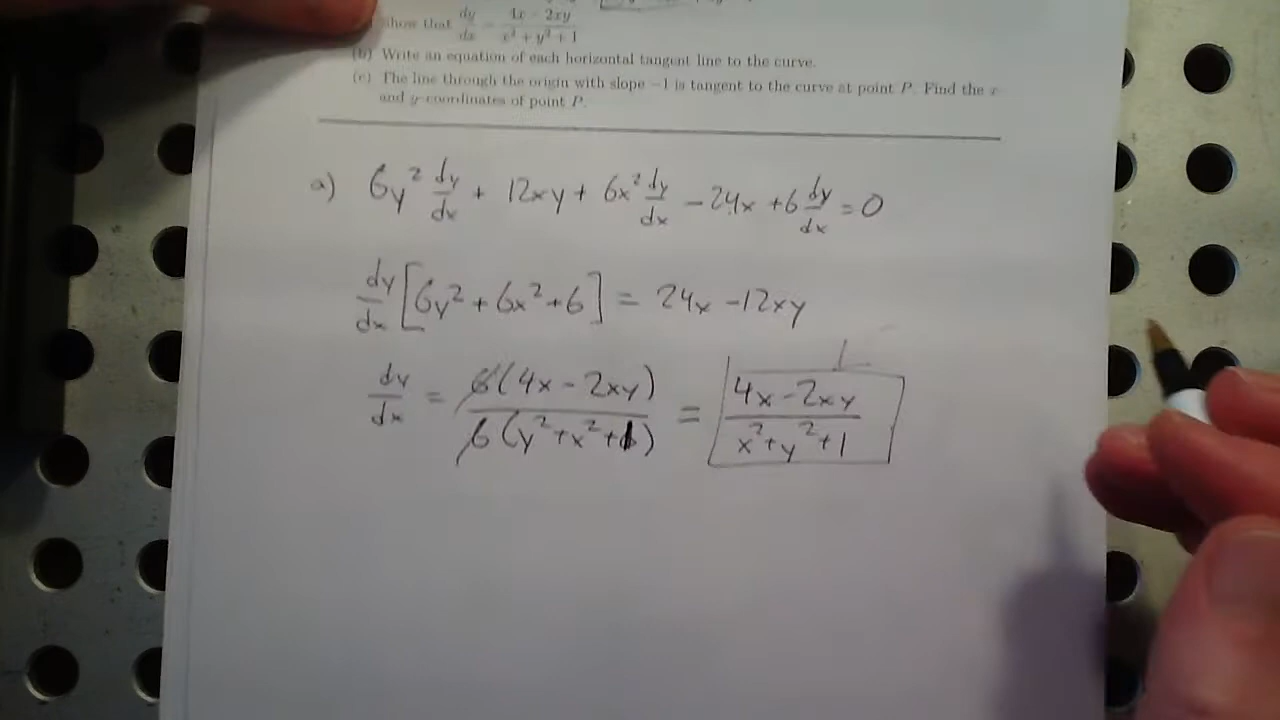 show that dy/dx = 4x − 2xy / x² + y² + 1
(b) Write an equation of each horizontal tangent line to the curve.
(c) The line through the origin with slope −1 is tangent to the curve at point P. Find the x-
and y-coordinates of point P.
a) 6y² dy/dx + 12xy + 6x² dy/dx − 24x + 6 dy/dx = 0
dy/dx [6y² + 6x² + 6] = 24x − 12xy
dy/dx = 6(4x − 2xy) / 6(y² + x² + 1) = 4x − 2xy / x² + y² + 1